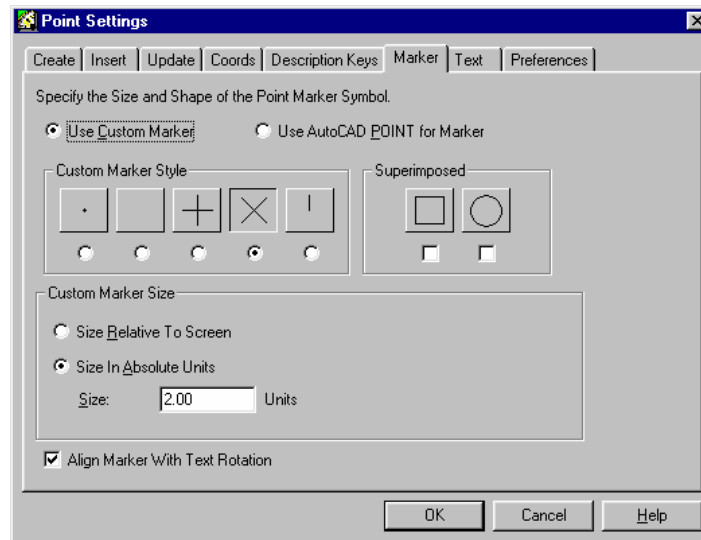 Point Settings
Create Insert Update Coords Description Keys Marker Text Preferences
Specify the Size and Shape of the Point Marker Symbol.
Use Custom Marker Use AutoCAD POINT for Marker
Custom Marker Style Superimposed
Custom Marker Size
Size Relative To Screen
Size In Absolute Units
Size: 2.00 Units
Align Marker With Text Rotation
OK Cancel Help